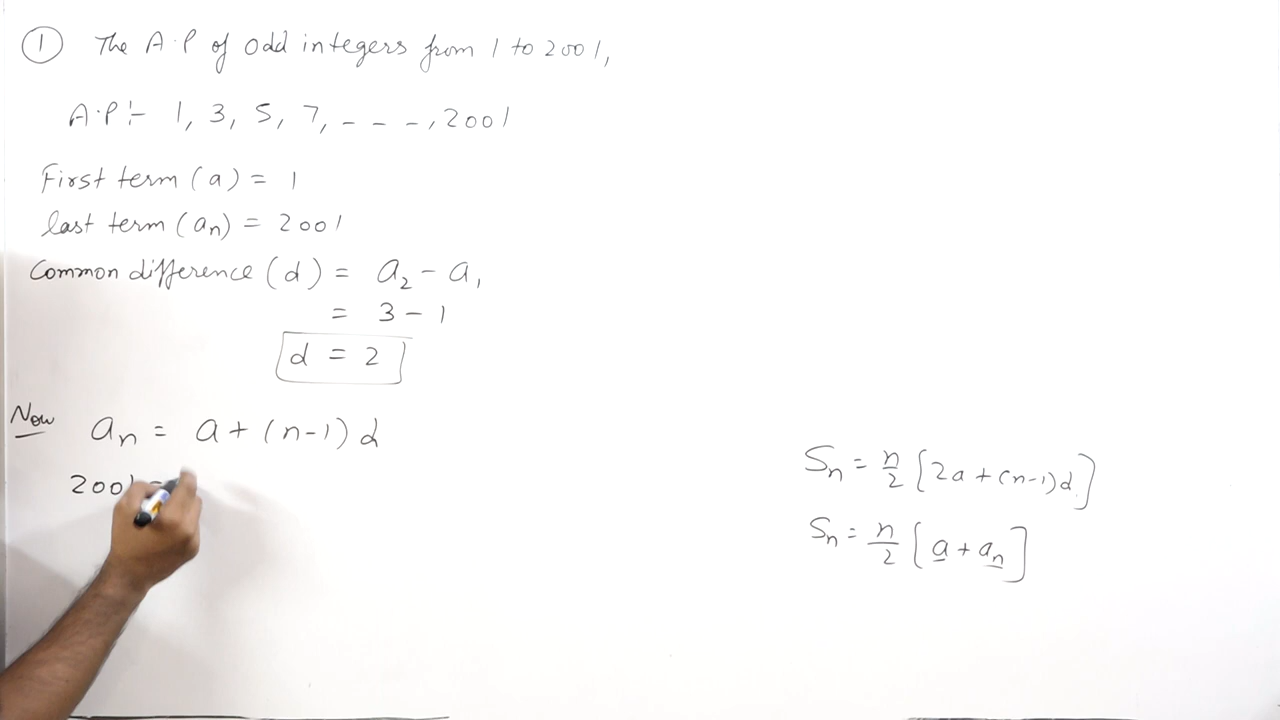 ① The A.P of odd integers from 1 to 2001,
A.P:- 1, 3, 5, 7, - - -, 2001
First term (a) = 1
last term (aₙ) = 2001
Common difference (d) = a₂ - a₁
= 3 - 1
d = 2
Now aₙ = a + (n-1) d
2001 =
Sₙ = n/2 [2a + (n-1)d]
Sₙ = n/2 [a + aₙ]